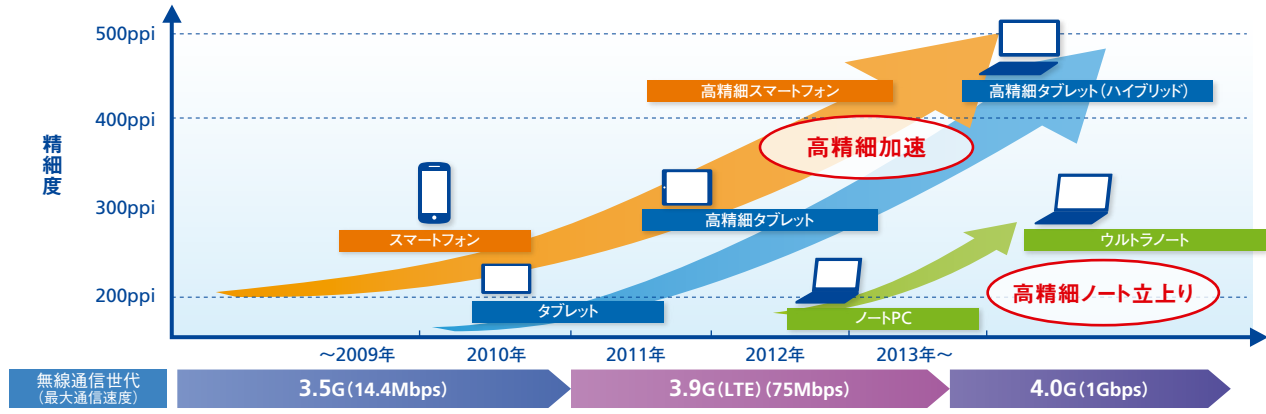 500ppi
400ppi
300ppi
200ppi
精細度
高精細スマートフォン
高精細タブレット（ハイブリッド）
高精細加速
スマートフォン
高精細タブレット
ウルトラノート
タブレット
ノートPC
高精細ノート立上り
～2009年
2010年
2011年
2012年
2013年～
無線通信世代
（最大通信速度）
3.5G（14.4Mbps）
3.9G（LTE）（75Mbps）
4.0G（1Gbps）